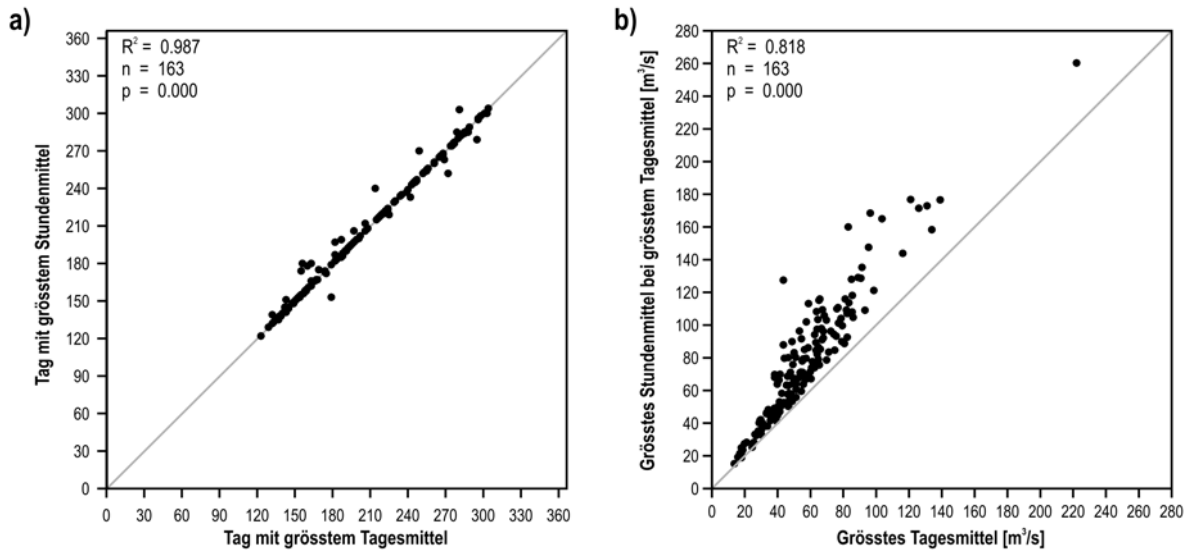 a)
R² = 0.987
n = 163
p = 0.000
Tag mit grösstem Stundenmittel
360
330
300
270
240
210
180
150
120
90
60
30
0
0 30 60 90 120 150 180 210 240 270 300 330 360
Tag mit grösstem Tagesmittel
b)
R² = 0.818
n = 163
p = 0.000
Grösstes Stundenmittel bei grösstem Tagesmittel [m³/s]
280
260
240
220
200
180
160
140
120
100
80
60
40
20
0
0 20 40 60 80 100 120 140 160 180 200 220 240 260 280
Grösstes Tagesmittel [m³/s]